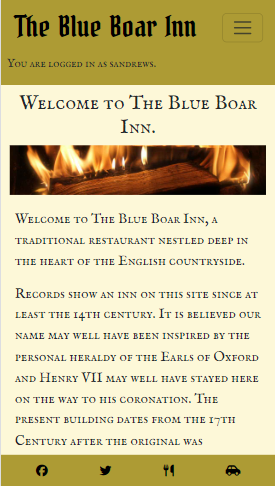 The Blue Boar Inn
You are logged in as sandrews.
Welcome to The Blue Boar
Inn.
Welcome to The Blue Boar Inn, a
traditional restaurant nestled deep in
the heart of the English countryside.
Records show an inn on this site since at
least the 14th century. It is believed our
name may well have been inspired by the
personal heraldy of the Earls of Oxford
and Henry VII may well have stayed here
on the way to his coronation. The
present building dates from the 17th
Century after the original was